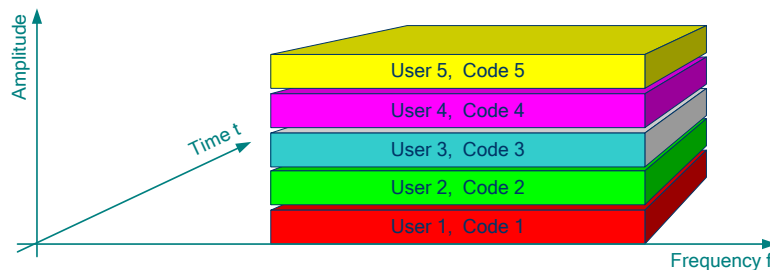 Amplitude
User 5, Code 5
User 4, Code 4
Time t
User 3, Code 3
User 2, Code 2
User 1, Code 1
Frequency f